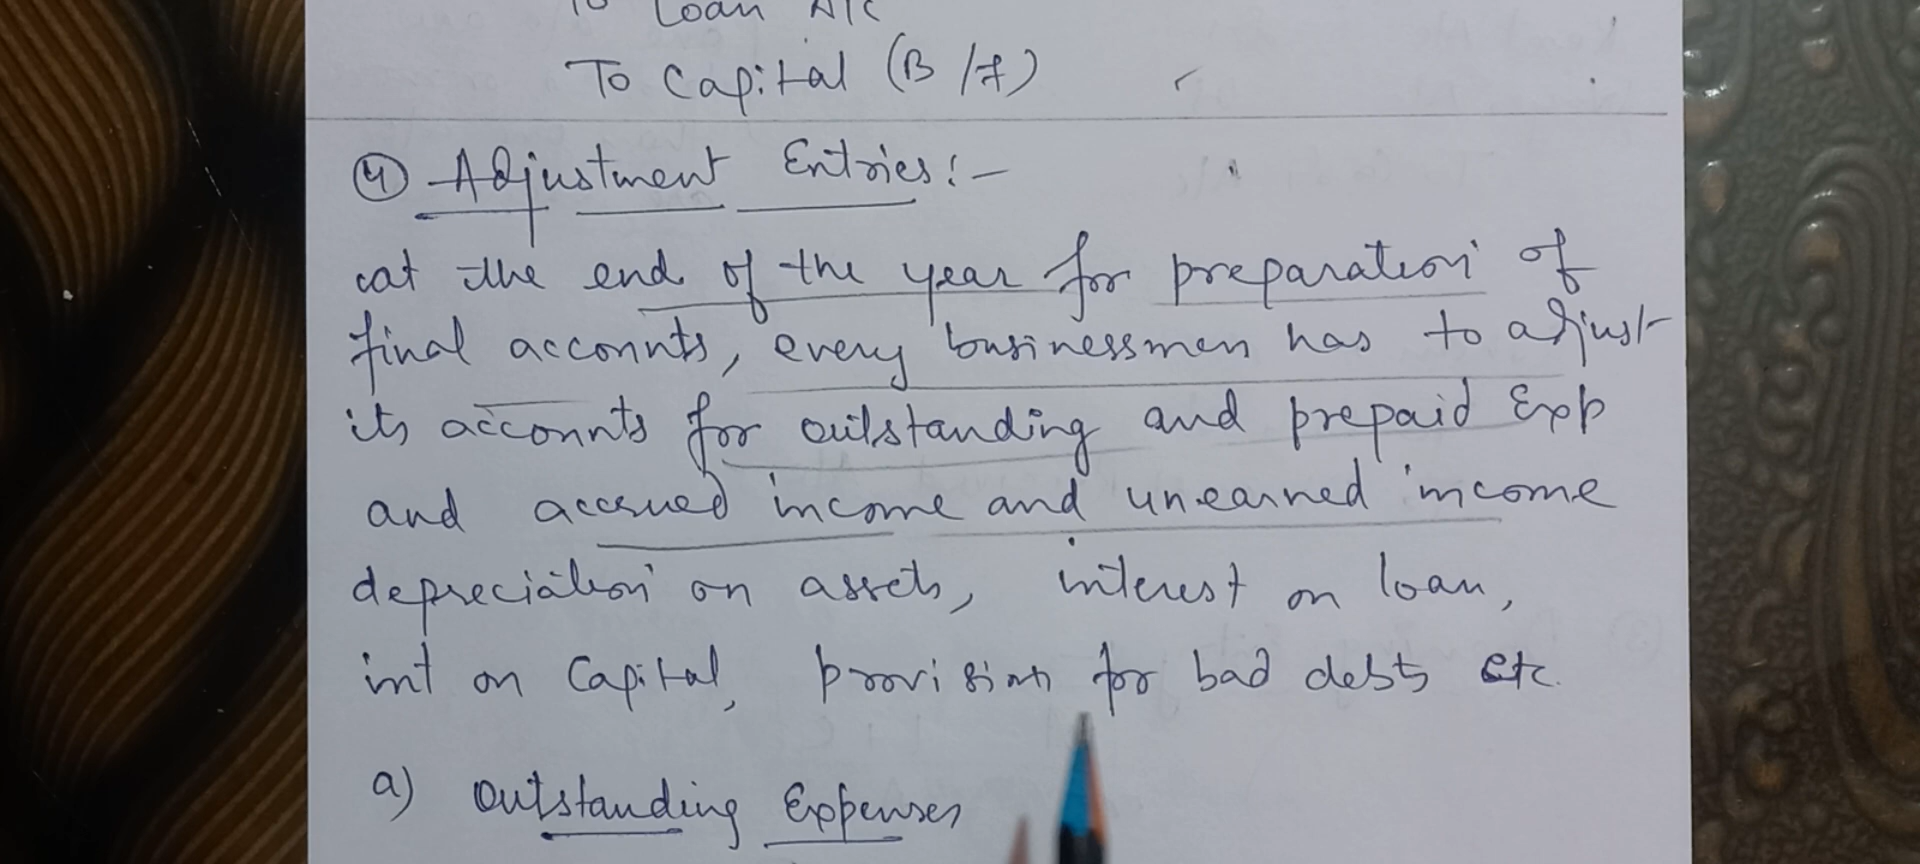 To Loan A/c
To Capital (B/f)
④ Adjustment Entries:-
at the end of the year for preparation of
final accounts, every businessmen has to adjust
its accounts for outstanding and prepaid Exp
and accrued income and unearned income
depreciation on assets, interest on loan,
int on Capital, provision for bad debts etc.
a) Outstanding Expenses